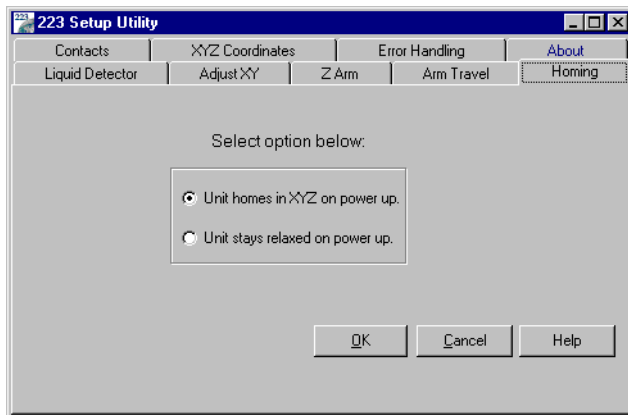 223 Setup Utility
Contacts XYZ Coordinates Error Handling About
Liquid Detector Adjust XY Z Arm Arm Travel Homing
Select option below:
Unit homes in XYZ on power up.
Unit stays relaxed on power up.
OK Cancel Help